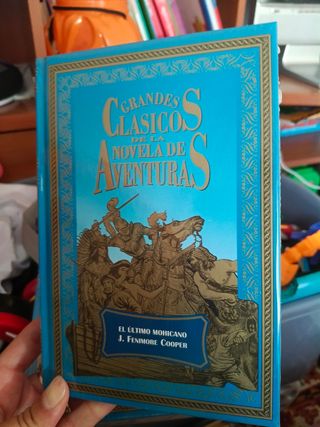 GRANDES
CLASICOS
DE LA
NOVELA DE
AVENTURAS
EL ÚLTIMO MOHICANO
J. FENIMORE COOPER